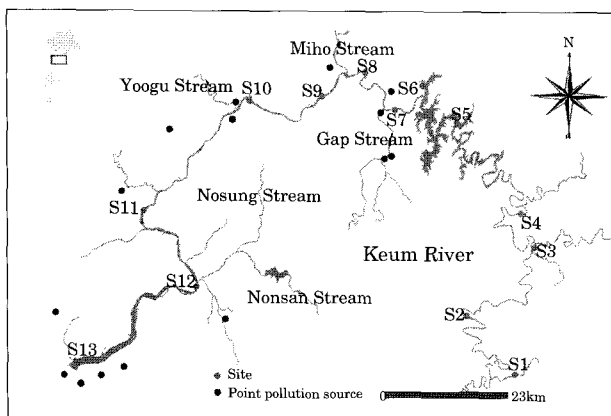 N
Miho Stream
S8
Yoogu Stream
S10
S9
S6
S7
S5
Gap Stream
Nosung Stream
S11
S4
Keum River
S3
S12
Nonsan Stream
S2
S13
S1
Site
Point pollution source
0 23km